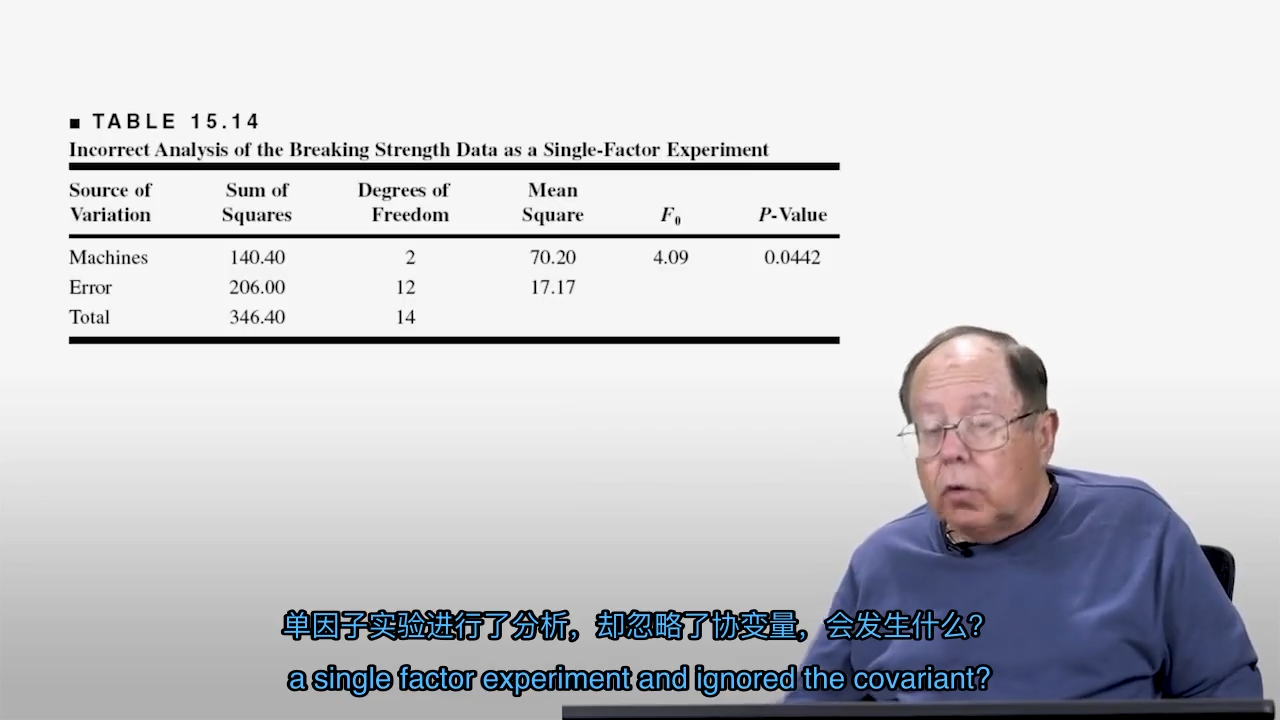 ■ TABLE 15.14
Incorrect Analysis of the Breaking Strength Data as a Single-Factor Experiment
Source of Variation Sum of Squares Degrees of Freedom Mean Square F₀ P-Value
Machines 140.40 2 70.20 4.09 0.0442
Error 206.00 12 17.17
Total 346.40 14
单因子实验进行了分析，却忽略了协变量，会发生什么？
a single factor experiment and ignored the covariant?